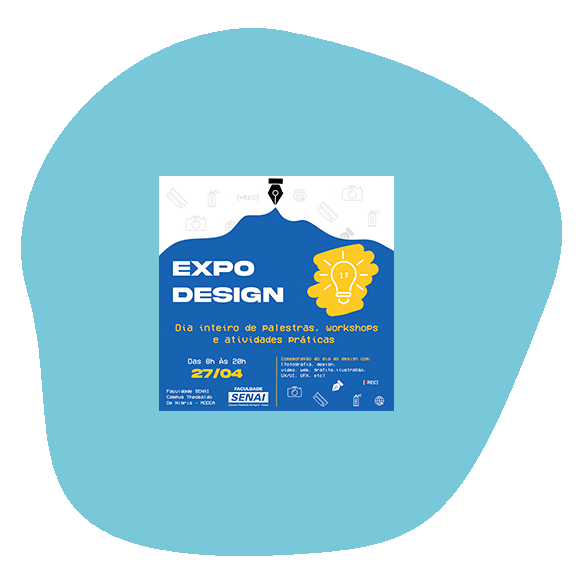 [•REC]
EXPO
DESIGN
1#
Dia inteiro de palestras, workshops
e atividades práticas
Das 8h Às 20h
27/04
Comemoração do dia do design com:
(fotografia, design,
video, web, grafite, ilustração,
UX/UI, VFX, etc)
Faculdade SENAI
Campus Theobaldo
De Nigris - MOOCA
FACULDADE
SENAI
[•REC]